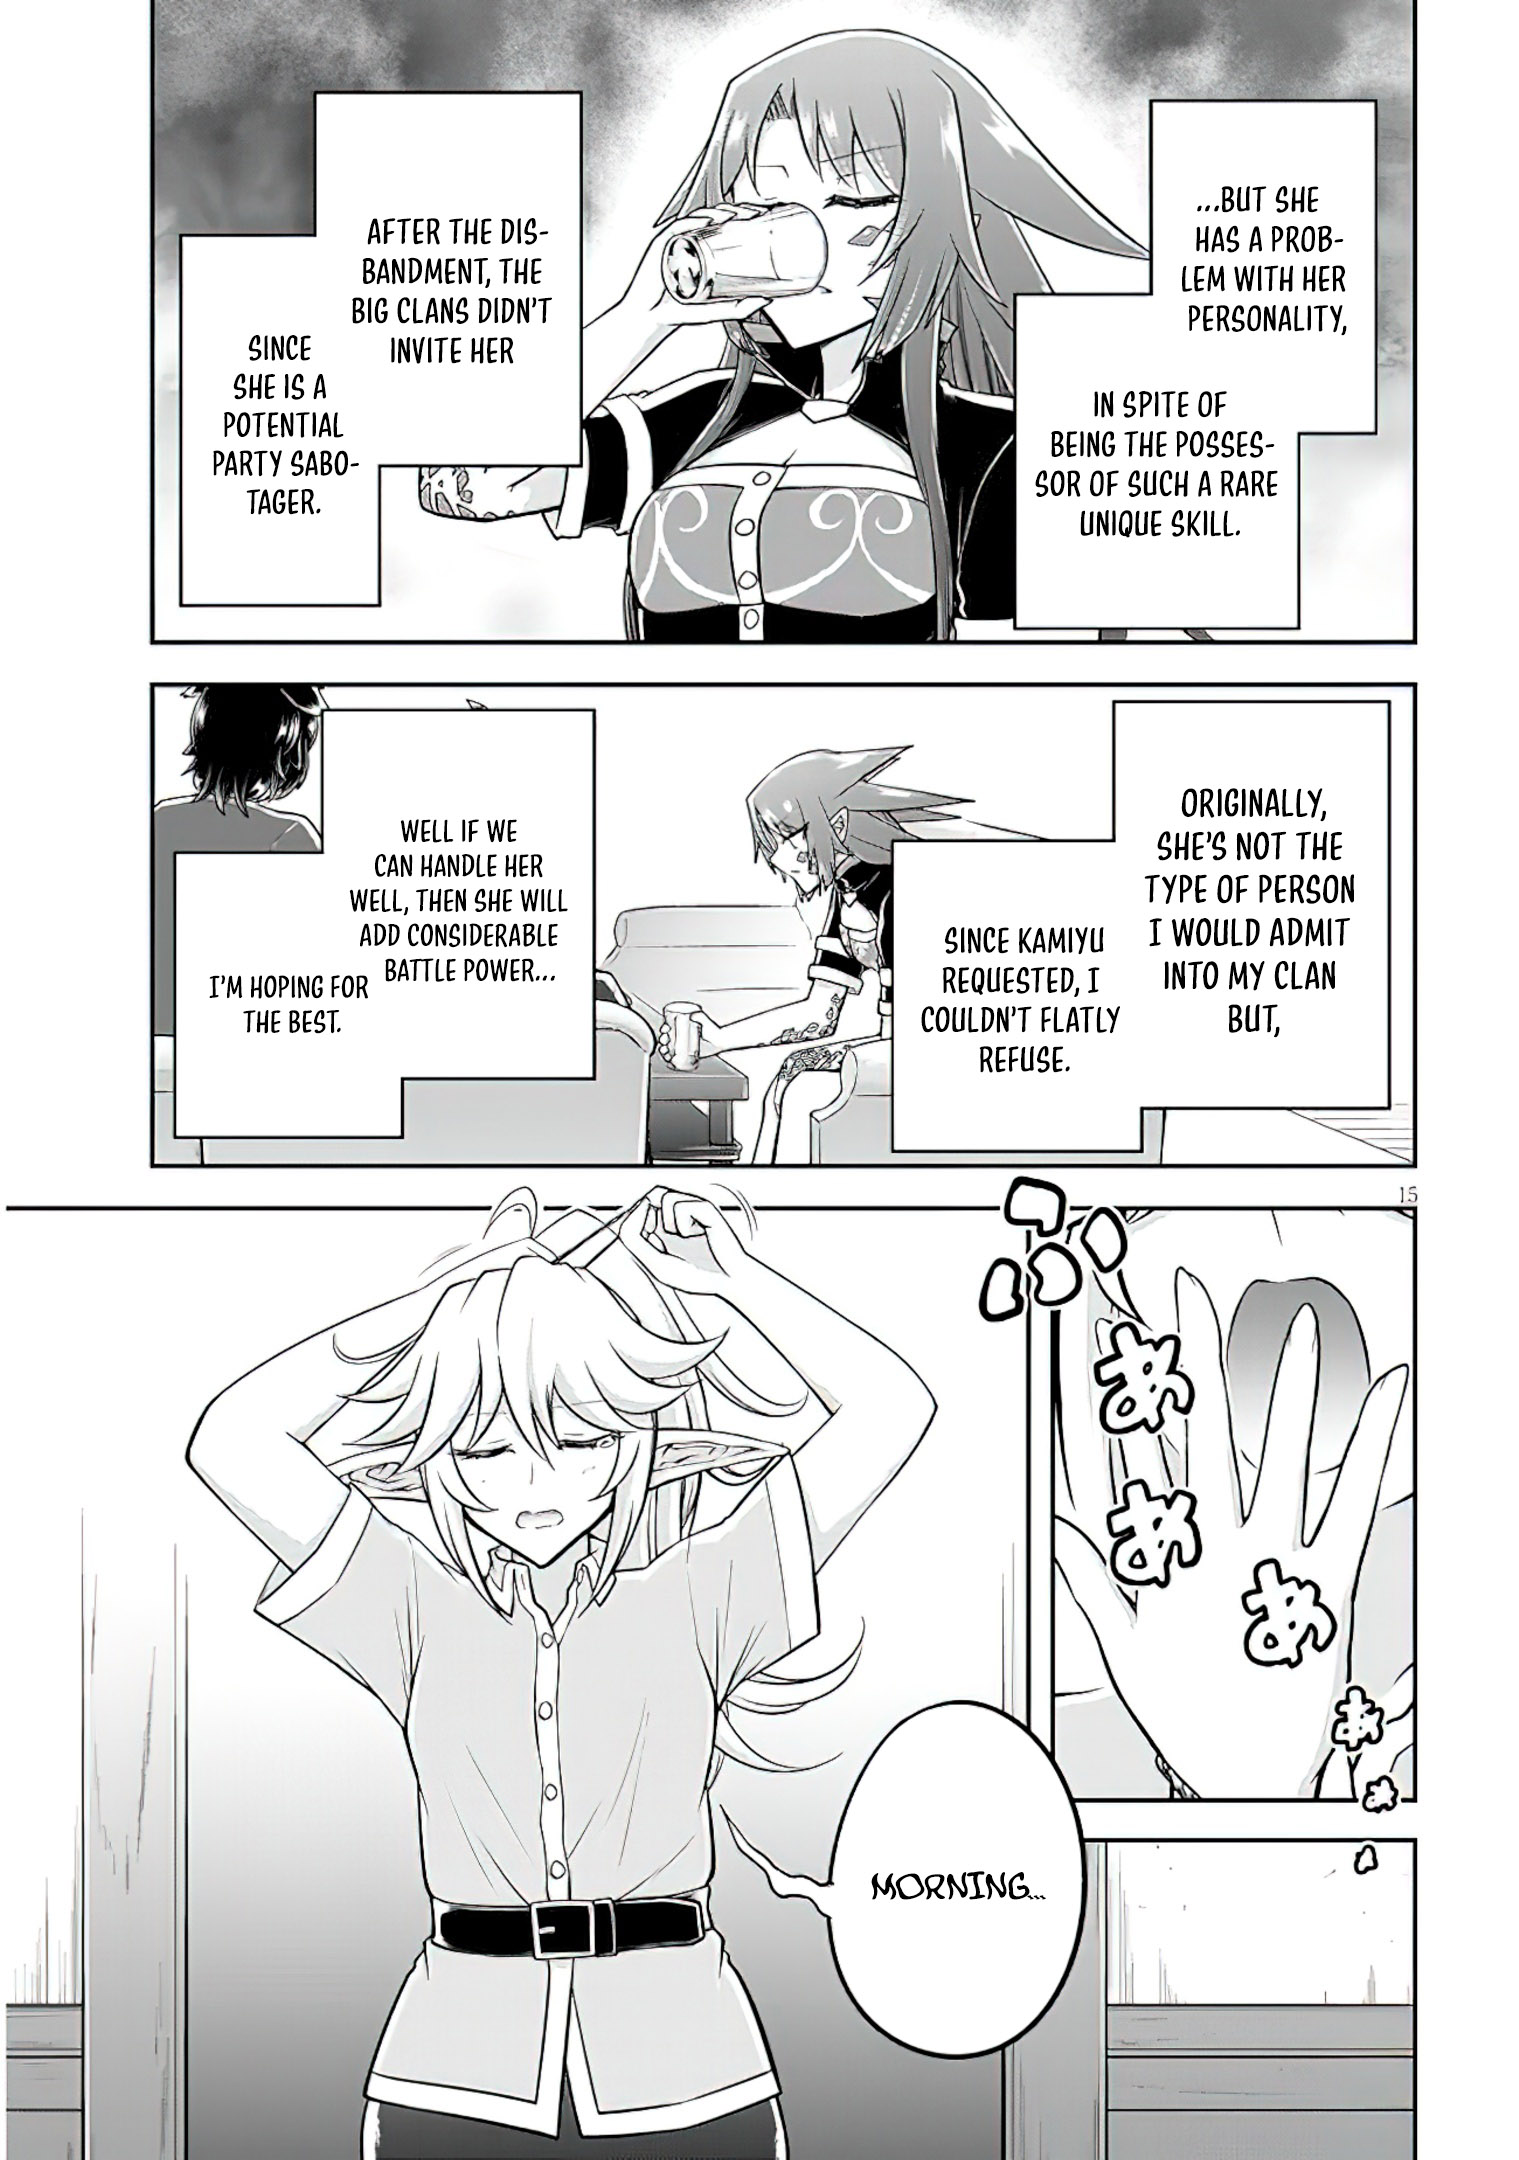 ...BUT SHE
HAS A PROB-
LEM WITH HER
PERSONALITY,
IN SPITE OF
BEING THE POSSES-
SOR OF SUCH A RARE
UNIQUE SKILL.
AFTER THE DIS-
BANDMENT, THE
BIG CLANS DIDN'T
INVITE HER
SINCE
SHE IS A
POTENTIAL
PARTY SABO-
TAGER.
ORIGINALLY,
SHE'S NOT THE
TYPE OF PERSON
I WOULD ADMIT
INTO MY CLAN
BUT,
SINCE KAMIYU
REQUESTED, I
COULDN'T FLATLY
REFUSE.
WELL IF WE
CAN HANDLE HER
WELL, THEN SHE WILL
ADD CONSIDERABLE
BATTLE POWER...
I'M HOPING FOR
THE BEST.
15
ふ
ぁ
ぁ
ぁ
ぁ
ぁ
MORNING...